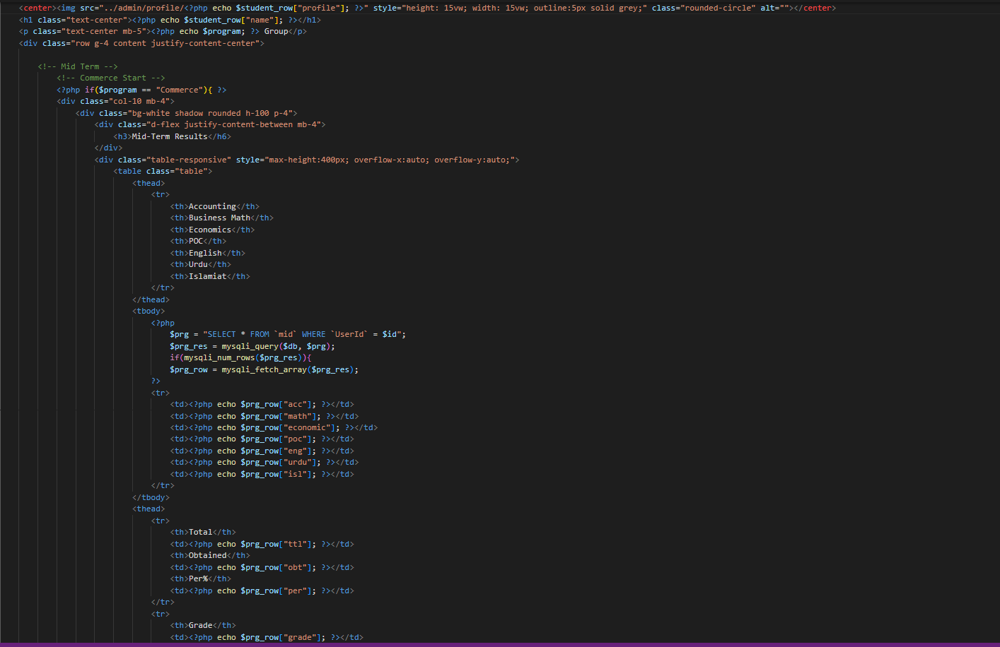 <center><img src="../admin/profile/<?php echo $student_row["profile"]; ?>" style="height: 15vw; width: 15vw; outline:5px solid grey;" class="rounded-circle" alt=""></center>
<h1 class="text-center"><?php echo $student_row["name"]; ?></h1>
<p class="text-center mb-5"><?php echo $program; ?> Group</p>
<div class="row g-4 content justify-content-center">
<!-- Mid Term -->
<!-- Commerce Start -->
<?php if($program == "Commerce"){ ?>
<div class="col-10 mb-4">
<div class="bg-white shadow rounded h-100 p-4">
<div class="d-flex justify-content-between mb-4">
<h3>Mid-Term Results</h6>
</div>
<div class="table-responsive" style="max-height:400px; overflow-x:auto; overflow-y:auto;">
<table class="table">
<thead>
<tr>
<th>Accounting</th>
<th>Business Math</th>
<th>Economics</th>
<th>POC</th>
<th>English</th>
<th>Urdu</th>
<th>Islamiat</th>
</tr>
</thead>
<tbody>
<?php
$prg = "SELECT * FROM `mid` WHERE `UserId` = $id";
$prg_res = mysqli_query($db, $prg);
if(mysqli_num_rows($prg_res)){
$prg_row = mysqli_fetch_array($prg_res);
?>
<tr>
<td><?php echo $prg_row["acc"]; ?></td>
<td><?php echo $prg_row["math"]; ?></td>
<td><?php echo $prg_row["economic"]; ?></td>
<td><?php echo $prg_row["poc"]; ?></td>
<td><?php echo $prg_row["eng"]; ?></td>
<td><?php echo $prg_row["urdu"]; ?></td>
<td><?php echo $prg_row["isl"]; ?></td>
</tr>
</tbody>
<thead>
<tr>
<th>Total</th>
<td><?php echo $prg_row["ttl"]; ?></td>
<th>Obtained</th>
<td><?php echo $prg_row["obt"]; ?></td>
<th>Per%</th>
<td><?php echo $prg_row["per"]; ?></td>
</tr>
<tr>
<th>Grade</th>
<td><?php echo $prg_row["grade"]; ?></td>